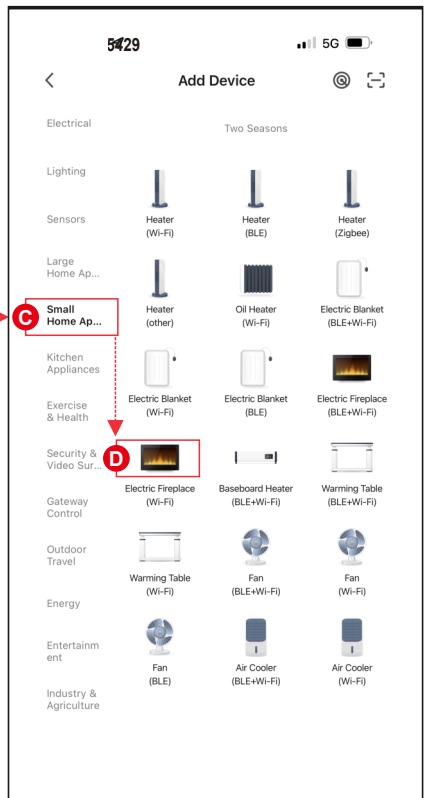 5G
Add Device
Electrical
Two Seasons
Lighting
Sensors
Heater
(Wi-Fi)
Heater
(BLE)
Heater
(Zigbee)
Large
Home Ap...
C
Small
Home Ap...
Heater
(other)
Oil Heater
(Wi-Fi)
Electric Blanket
(BLE+Wi-Fi)
Kitchen
Appliances
Exercise
& Health
Electric Blanket
(Wi-Fi)
Electric Blanket
(BLE)
Electric Fireplace
(BLE+Wi-Fi)
Security &
Video Sur...
D
Electric Fireplace
(Wi-Fi)
Baseboard Heater
(BLE+Wi-Fi)
Warming Table
(BLE+Wi-Fi)
Gateway
Control
Outdoor
Travel
Warming Table
(Wi-Fi)
Fan
(BLE+Wi-Fi)
Fan
(Wi-Fi)
Energy
Entertainm
ent
Fan
(BLE)
Air Cooler
(BLE+Wi-Fi)
Air Cooler
(Wi-Fi)
Industry &
Agriculture